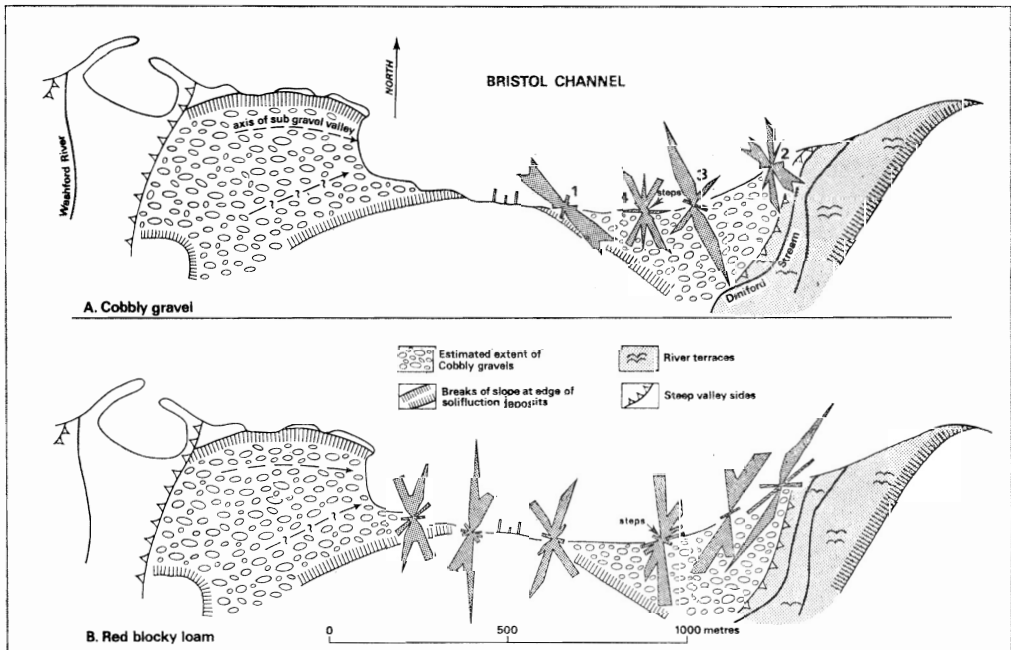 NORTH
BRISTOL CHANNEL
Washford River
axis of sub gravel valley
? ?
1
4
steps
3
2
Doniford Stream
A. Cobbly gravel
Estimated extent of
Cobbly gravels
River terraces
Breaks of slope at edge of
solifluction deposits
Steep valley sides
? ?
steps
B. Red blocky loam
0 500 1000 metres